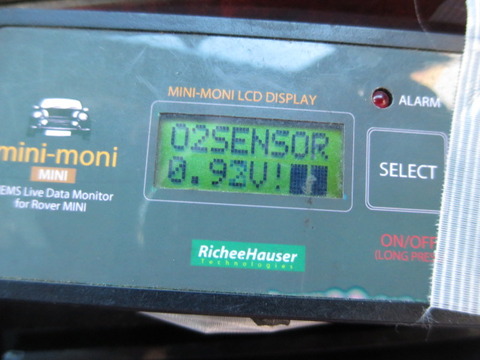 MINI-MONI LCD DISPLAY
ALARM
O2SENSOR
0.92V!
mini-moni
MINI
EMS Live Data Monitor
for Rover MINI
SELECT
ON/OFF
(LONG PRES
RicheeHauser
Technologies